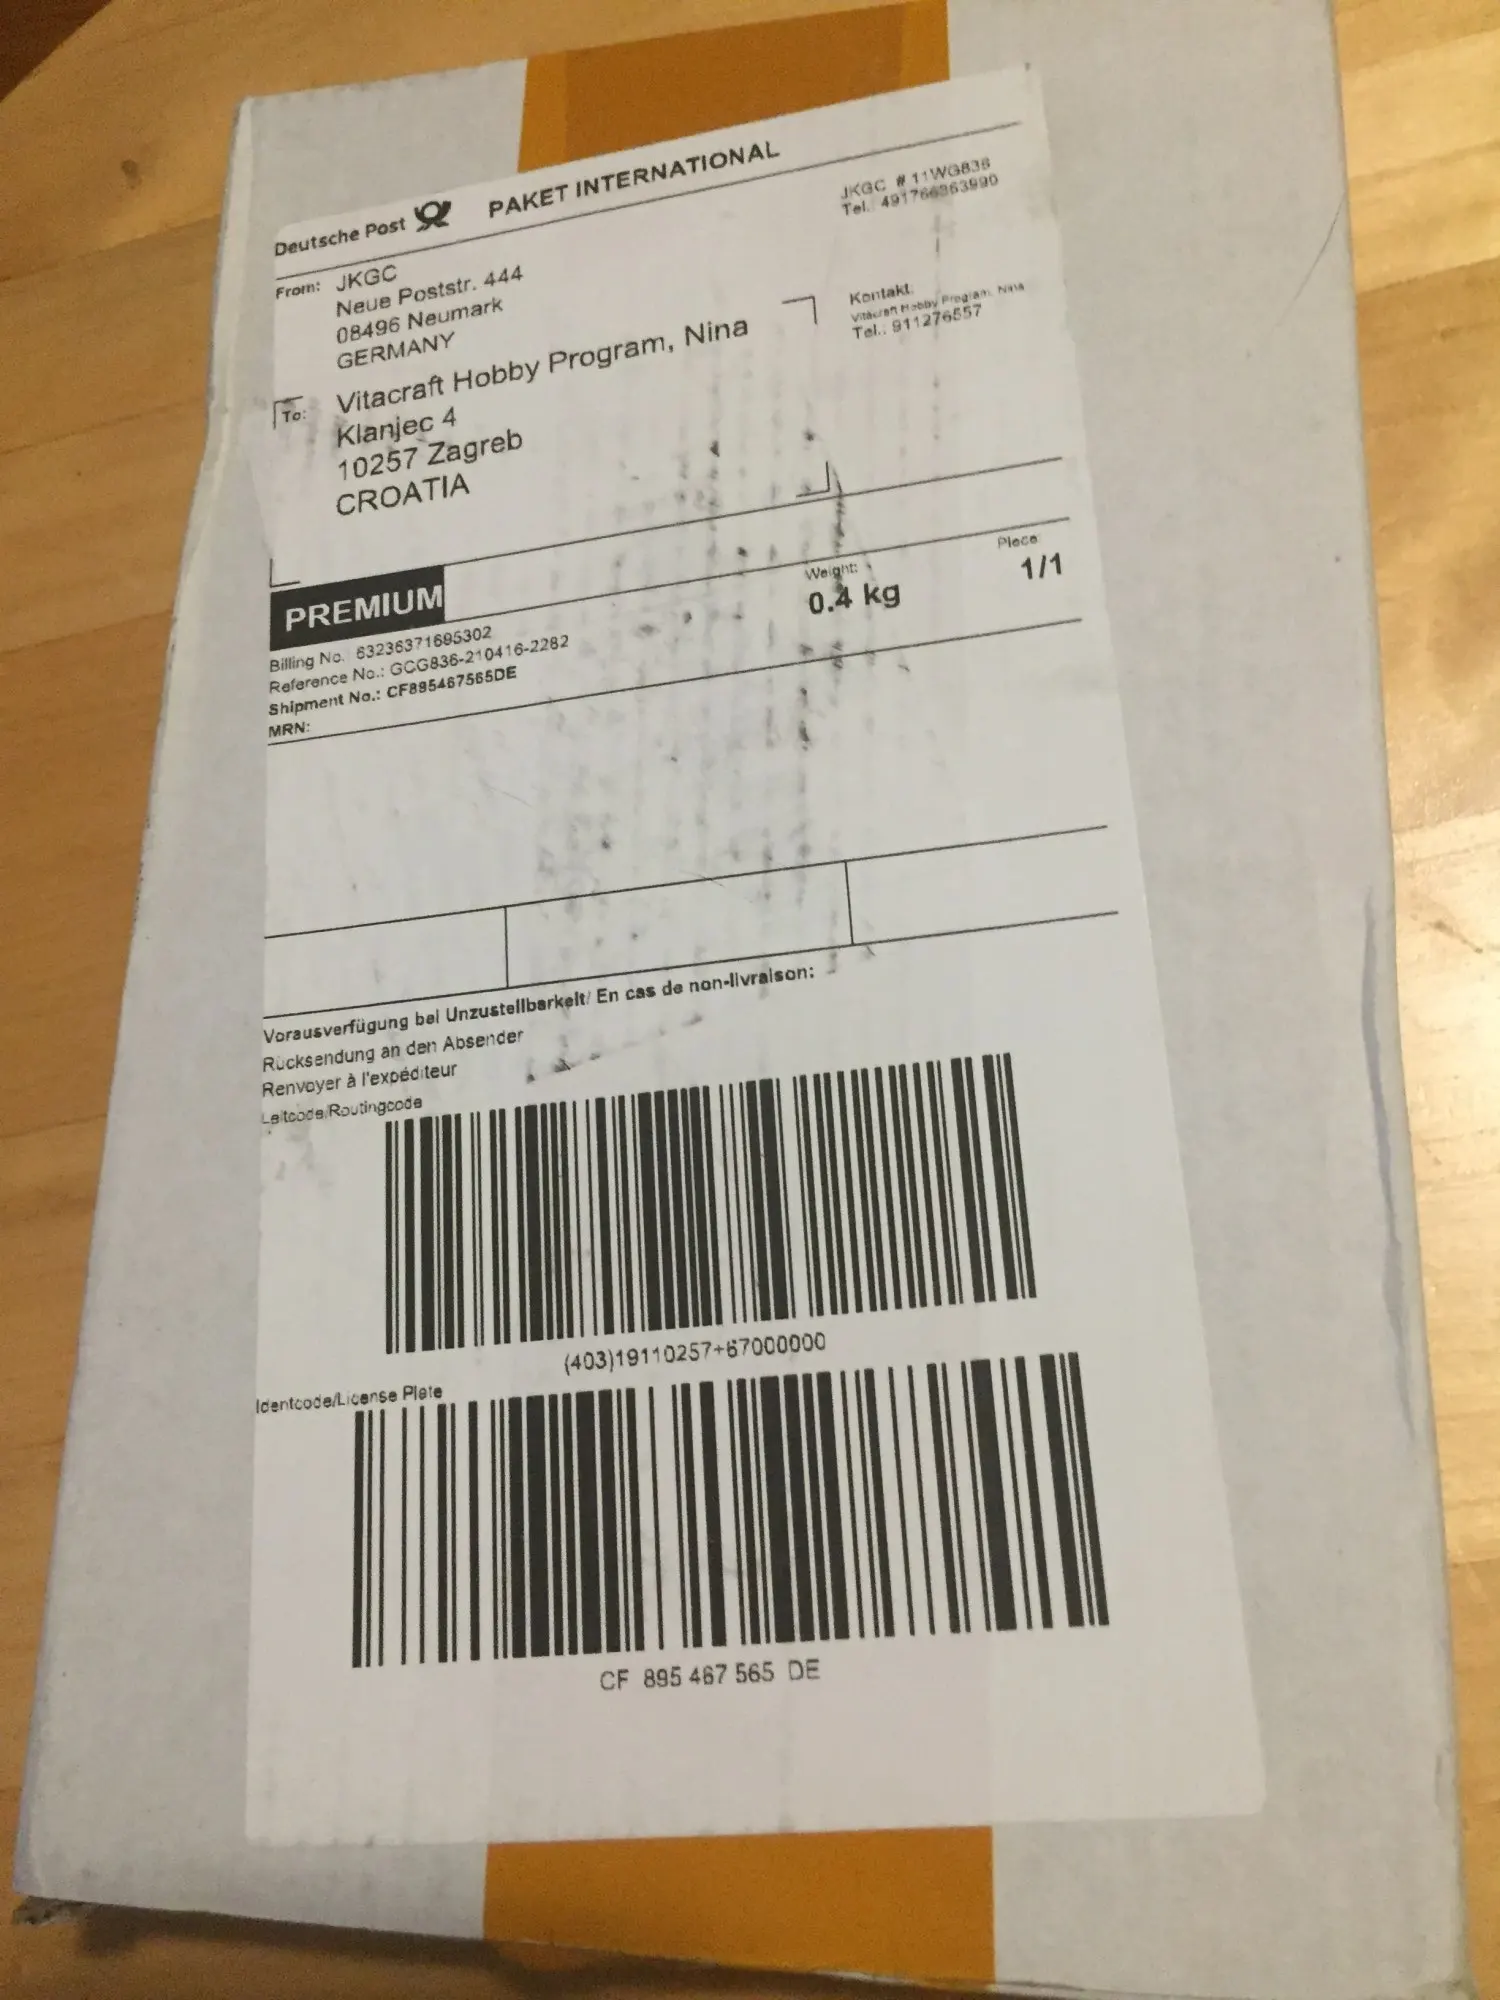 Deutsche Post
PAKET INTERNATIONAL
JKGC # 11WG836
Tel.: 491766863990
From: JKGC
Neue Poststr. 444
08496 Neumark
GERMANY
Kontakt:
Vitacraft Hobby Program, Nina
Tel.: 911276557
To: Vitacraft Hobby Program, Nina
Klanjec 4
10257 Zagreb
CROATIA
PREMIUM
Weight:
0.4 kg
Piece
1/1
Billing No. 63236371695302
Reference No.: GCG836-210416-2282
Shipment No.: CF895467565DE
MRN:
Vorausverfügung bei Unzustellbarkeit/ En cas de non-livraison:
Rücksendung an den Absender
Renvoyer à l'expéditeur
Leitcode/Routingcode
(403)19110257+67000000
Identcode/License Plate
CF 895 467 565 DE